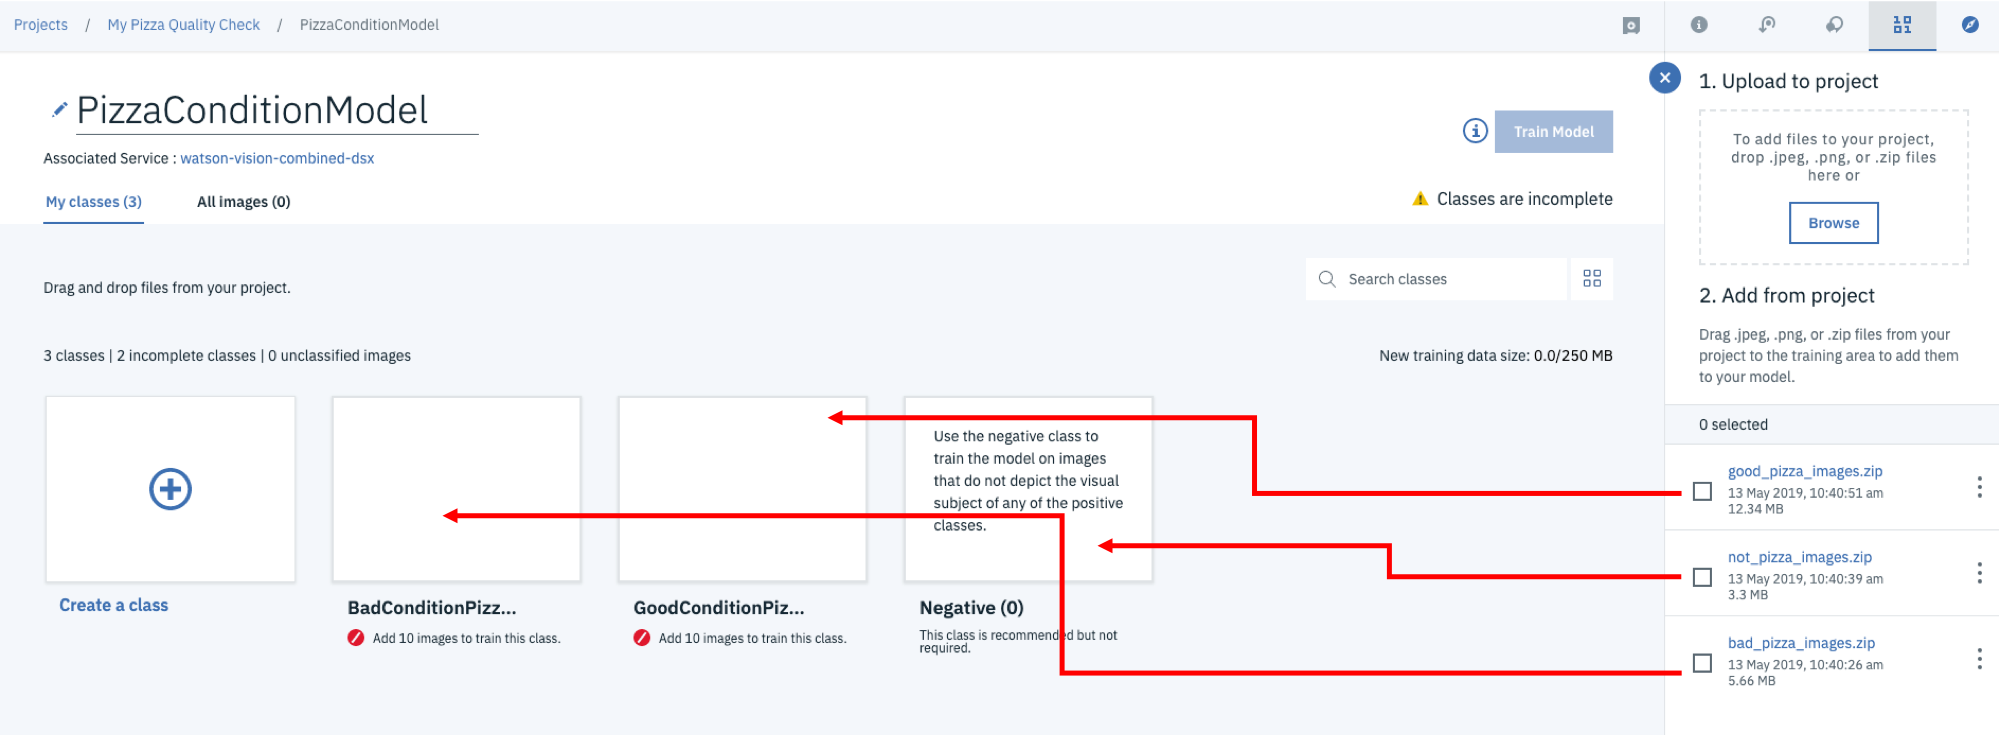 Projects / My Pizza Quality Check / PizzaConditionModel
PizzaConditionModel
Train Model
Associated Service : watson-vision-combined-dsx
My classes (3)
All images (0)
Classes are incomplete
Drag and drop files from your project.
Search classes
3 classes | 2 incomplete classes | 0 unclassified images
New training data size: 0.0/250 MB
Create a class
BadConditionPizz...
Add 10 images to train this class.
GoodConditionPiz...
Add 10 images to train this class.
Use the negative class to
train the model on images
that do not depict the visual
subject of any of the positive
classes.
Negative (0)
This class is recommended but not
required.
1. Upload to project
To add files to your project,
drop .jpeg, .png, or .zip files
here or
Browse
2. Add from project
Drag .jpeg, .png, or .zip files from your
project to the training area to add them
to your model.
0 selected
good_pizza_images.zip
13 May 2019, 10:40:51 am
12.34 MB
not_pizza_images.zip
13 May 2019, 10:40:39 am
3.3 MB
bad_pizza_images.zip
13 May 2019, 10:40:26 am
5.66 MB